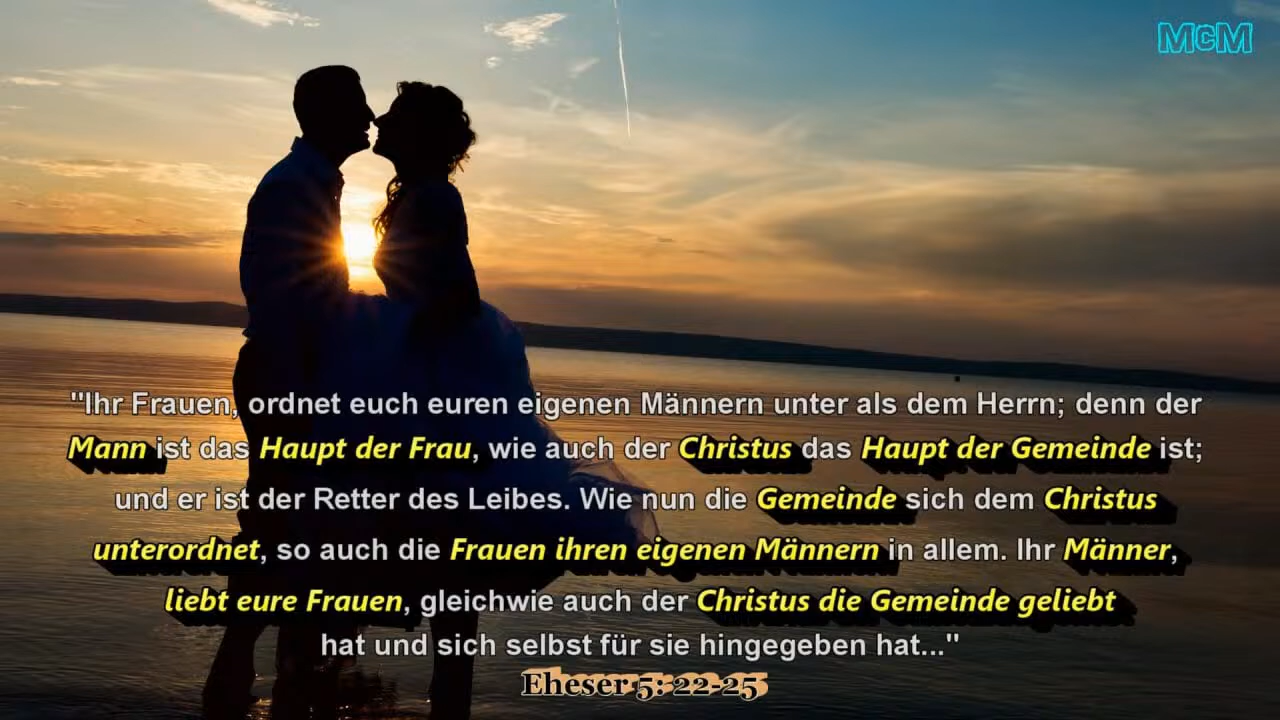 McM
"Ihr Frauen, ordnet euch euren eigenen Männern unter als dem Herrn; denn der
Mann ist das Haupt der Frau, wie auch der Christus das Haupt der Gemeinde ist;
und er ist der Retter des Leibes. Wie nun die Gemeinde sich dem Christus
unterordnet, so auch die Frauen ihren eigenen Männern in allem. Ihr Männer,
liebt eure Frauen, gleichwie auch der Christus die Gemeinde geliebt
hat und sich selbst für sie hingegeben hat..."
Eheser 5: 22-25